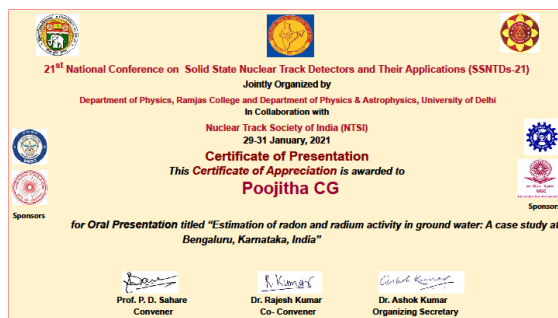 21st National Conference on Solid State Nuclear Track Detectors and Their Applications (SSNTDs-21)
Jointly Organized by
Department of Physics, Ramjas College and Department of Physics & Astrophysics, University of Delhi
In Collaboration with
Nuclear Track Society of India (NTSI)
29-31 January, 2021
Certificate of Presentation
This Certificate of Appreciation is awarded to
Poojitha CG
Sponsors
UGC
Sponsors
for Oral Presentation titled “Estimation of radon and radium activity in ground water: A case study at
Bengaluru, Karnataka, India”
R Kumar
Ashok Kumar
Prof. P. D. Sahare
Dr. Rajesh Kumar
Dr. Ashok Kumar
Convener
Co- Convener
Organizing Secretary